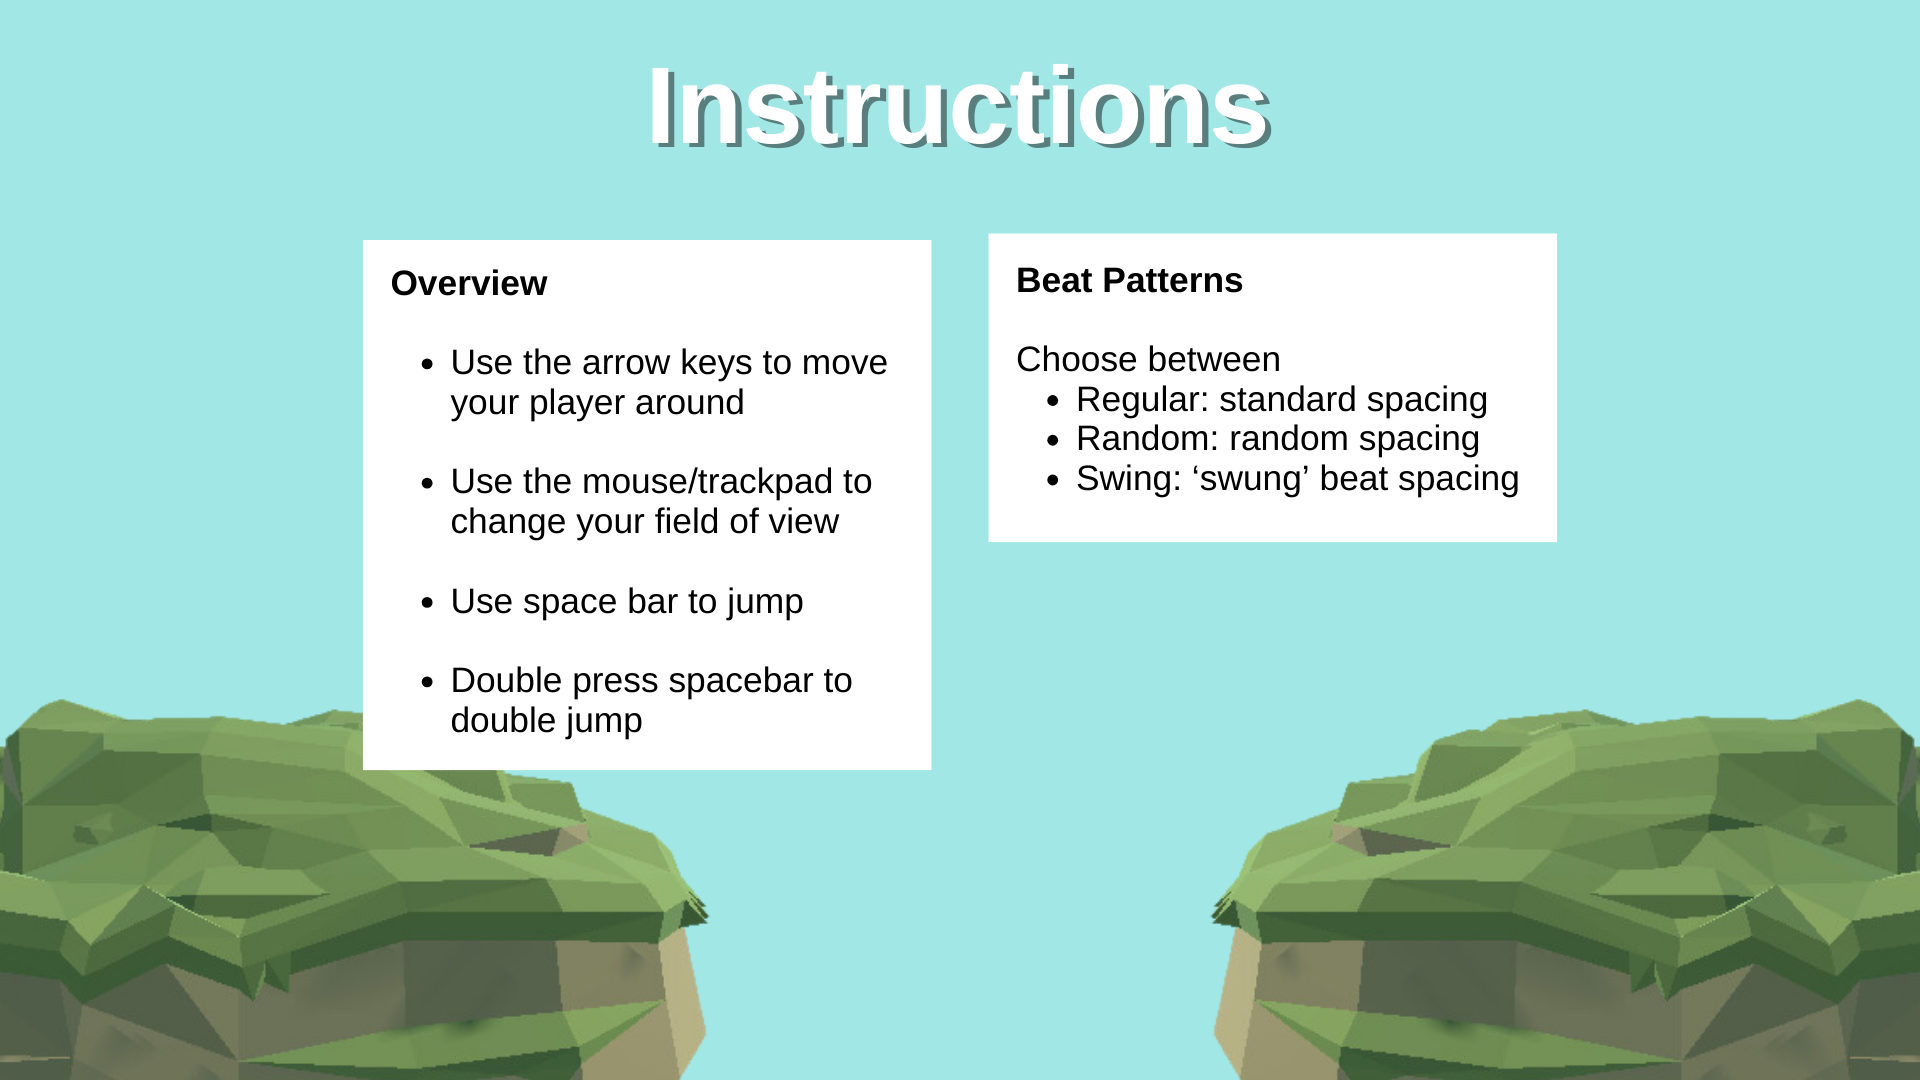 Instructions
Overview
• Use the arrow keys to move
your player around
• Use the mouse/trackpad to
change your field of view
• Use space bar to jump
• Double press spacebar to
double jump
Beat Patterns
Choose between
• Regular: standard spacing
• Random: random spacing
• Swing: ‘swung’ beat spacing